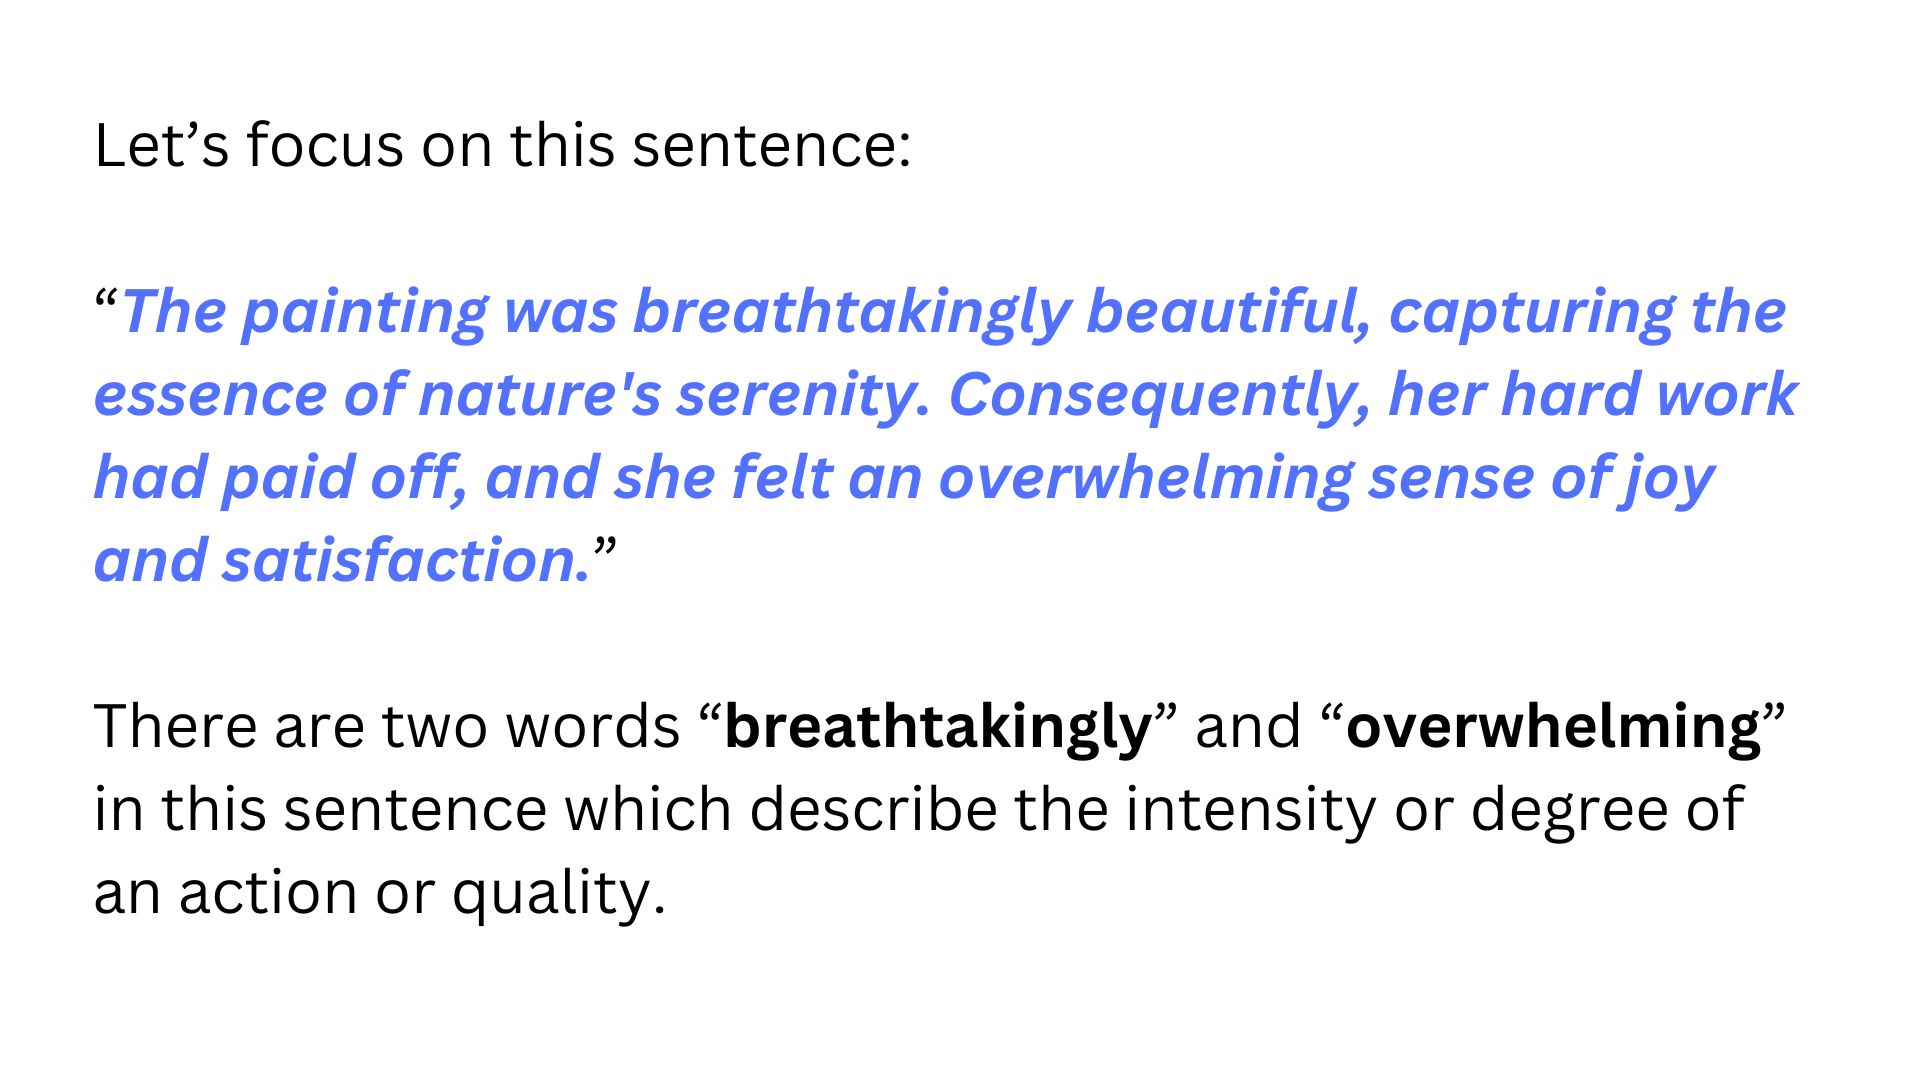 Let’s focus on this sentence:
“The painting was breathtakingly beautiful, capturing the
essence of nature's serenity. Consequently, her hard work
had paid off, and she felt an overwhelming sense of joy
and satisfaction.”
There are two words “breathtakingly” and “overwhelming”
in this sentence which describe the intensity or degree of
an action or quality.